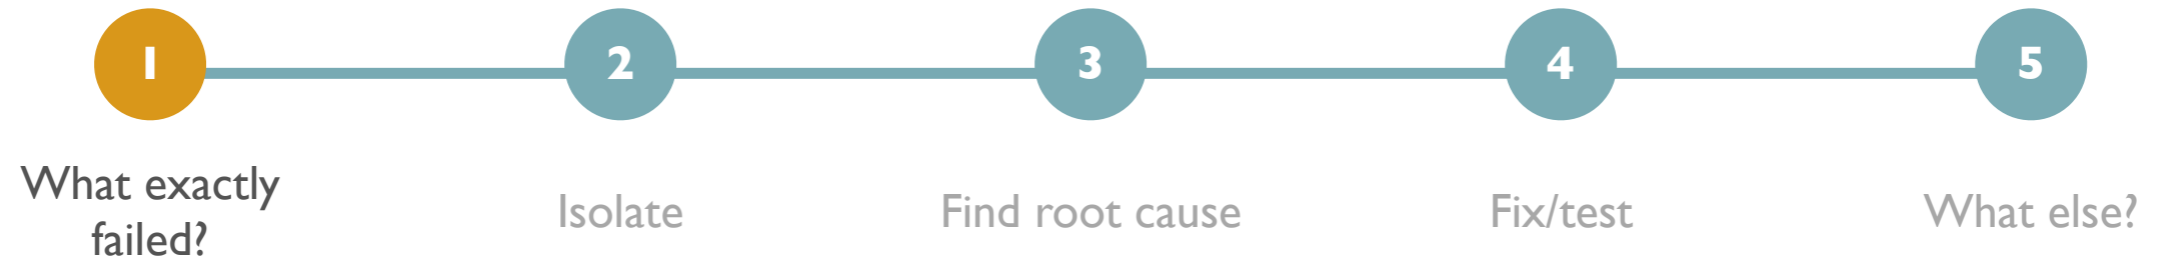 1
2
3
4
5
What exactly
failed?
Isolate
Find root cause
Fix/test
What else?